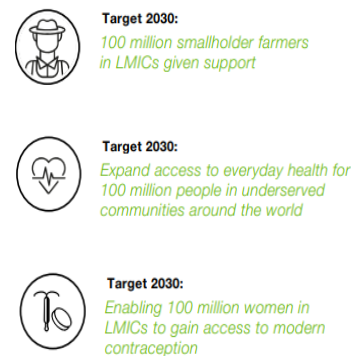 Target 2030:
100 million smallholder farmers
in LMICs given support
Target 2030:
Expand access to everyday health for
100 million people in underserved
communities around the world
Target 2030:
Enabling 100 million women in
LMICs to gain access to modern
contraception